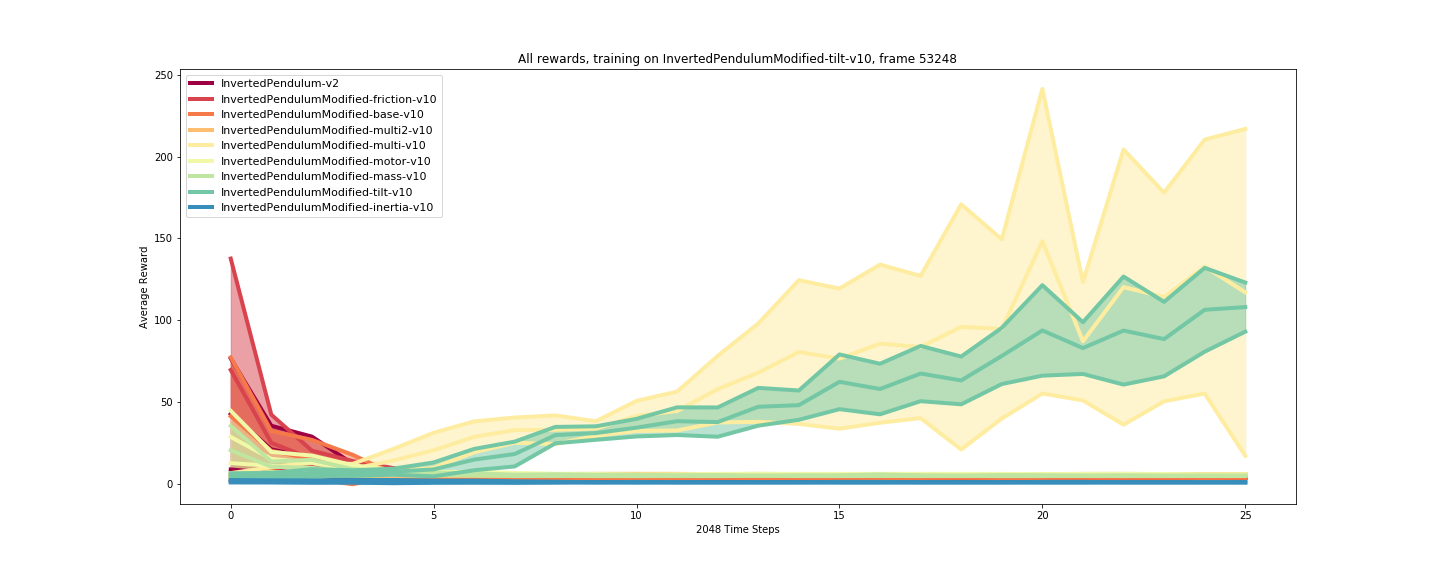 All rewards, training on InvertedPendulumModified-tilt-v10, frame 53248
250
200
150
100
50
0
Average Reward
InvertedPendulum-v2
InvertedPendulumModified-friction-v10
InvertedPendulumModified-base-v10
InvertedPendulumModified-multi2-v10
InvertedPendulumModified-multi-v10
InvertedPendulumModified-motor-v10
InvertedPendulumModified-mass-v10
InvertedPendulumModified-tilt-v10
InvertedPendulumModified-inertia-v10
0 5 10 15 20 25
2048 Time Steps